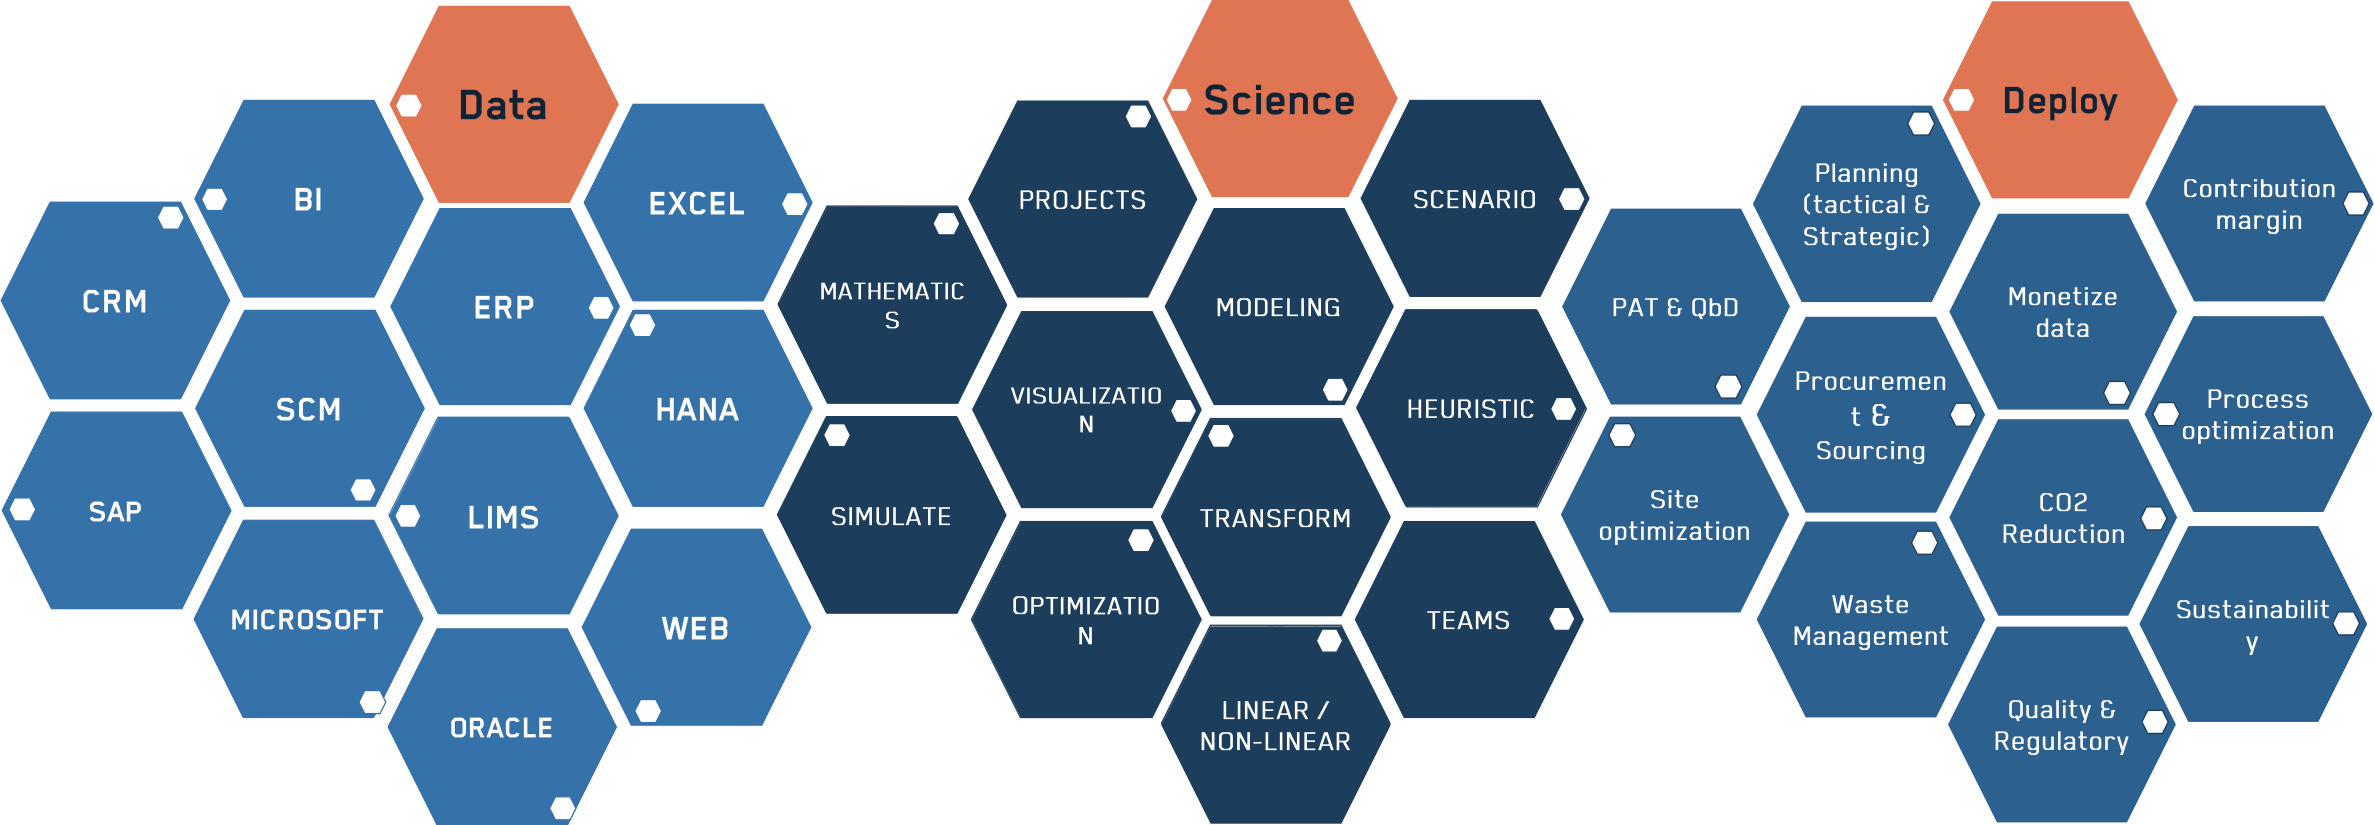 Data
BI
EXCEL
CRM
ERP
SCM
HANA
SAP
LIMS
MICROSOFT
WEB
ORACLE
Science
PROJECTS
SCENARIO
MATHEMATIC
S
MODELING
VISUALIZATIO
N
HEURISTIC
SIMULATE
TRANSFORM
OPTIMIZATIO
N
TEAMS
LINEAR /
NON-LINEAR
Deploy
Planning
(tactical &
Strategic)
Contribution
margin
PAT & QbD
Monetize
data
Procuremen
t &
Sourcing
Process
optimization
Site
optimization
CO2
Reduction
Waste
Management
Sustainabilit
y
Quality &
Regulatory